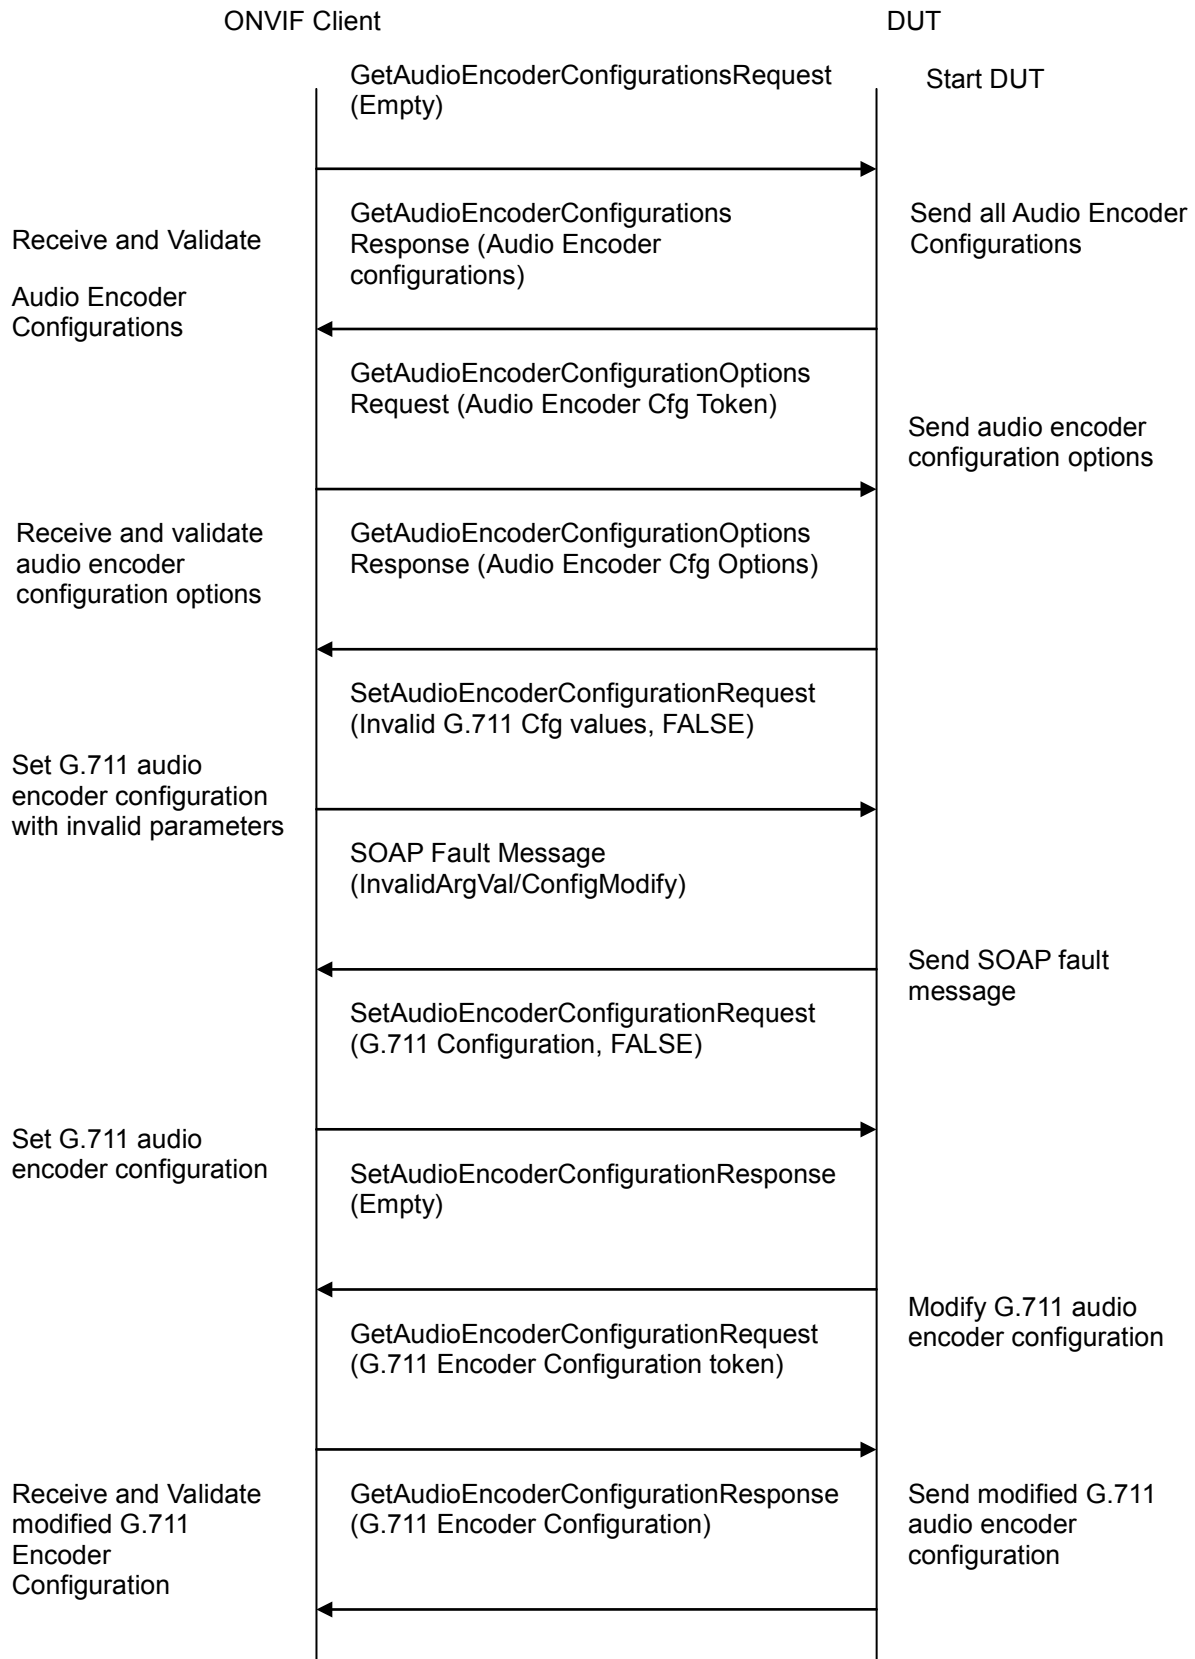 ONVIF Client
DUT
GetAudioEncoderConfigurationsRequest
(Empty)
Start DUT
GetAudioEncoderConfigurations
Response (Audio Encoder
configurations)
Send all Audio Encoder
Configurations
Receive and Validate
Audio Encoder
Configurations
GetAudioEncoderConfigurationOptions
Request (Audio Encoder Cfg Token)
Send audio encoder
configuration options
Receive and validate
audio encoder
configuration options
GetAudioEncoderConfigurationOptions
Response (Audio Encoder Cfg Options)
SetAudioEncoderConfigurationRequest
(Invalid G.711 Cfg values, FALSE)
Set G.711 audio
encoder configuration
with invalid parameters
SOAP Fault Message
(InvalidArgVal/ConfigModify)
Send SOAP fault
message
SetAudioEncoderConfigurationRequest
(G.711 Configuration, FALSE)
Set G.711 audio
encoder configuration
SetAudioEncoderConfigurationResponse
(Empty)
Modify G.711 audio
encoder configuration
GetAudioEncoderConfigurationRequest
(G.711 Encoder Configuration token)
Receive and Validate
modified G.711
Encoder
Configuration
GetAudioEncoderConfigurationResponse
(G.711 Encoder Configuration)
Send modified G.711
audio encoder
configuration